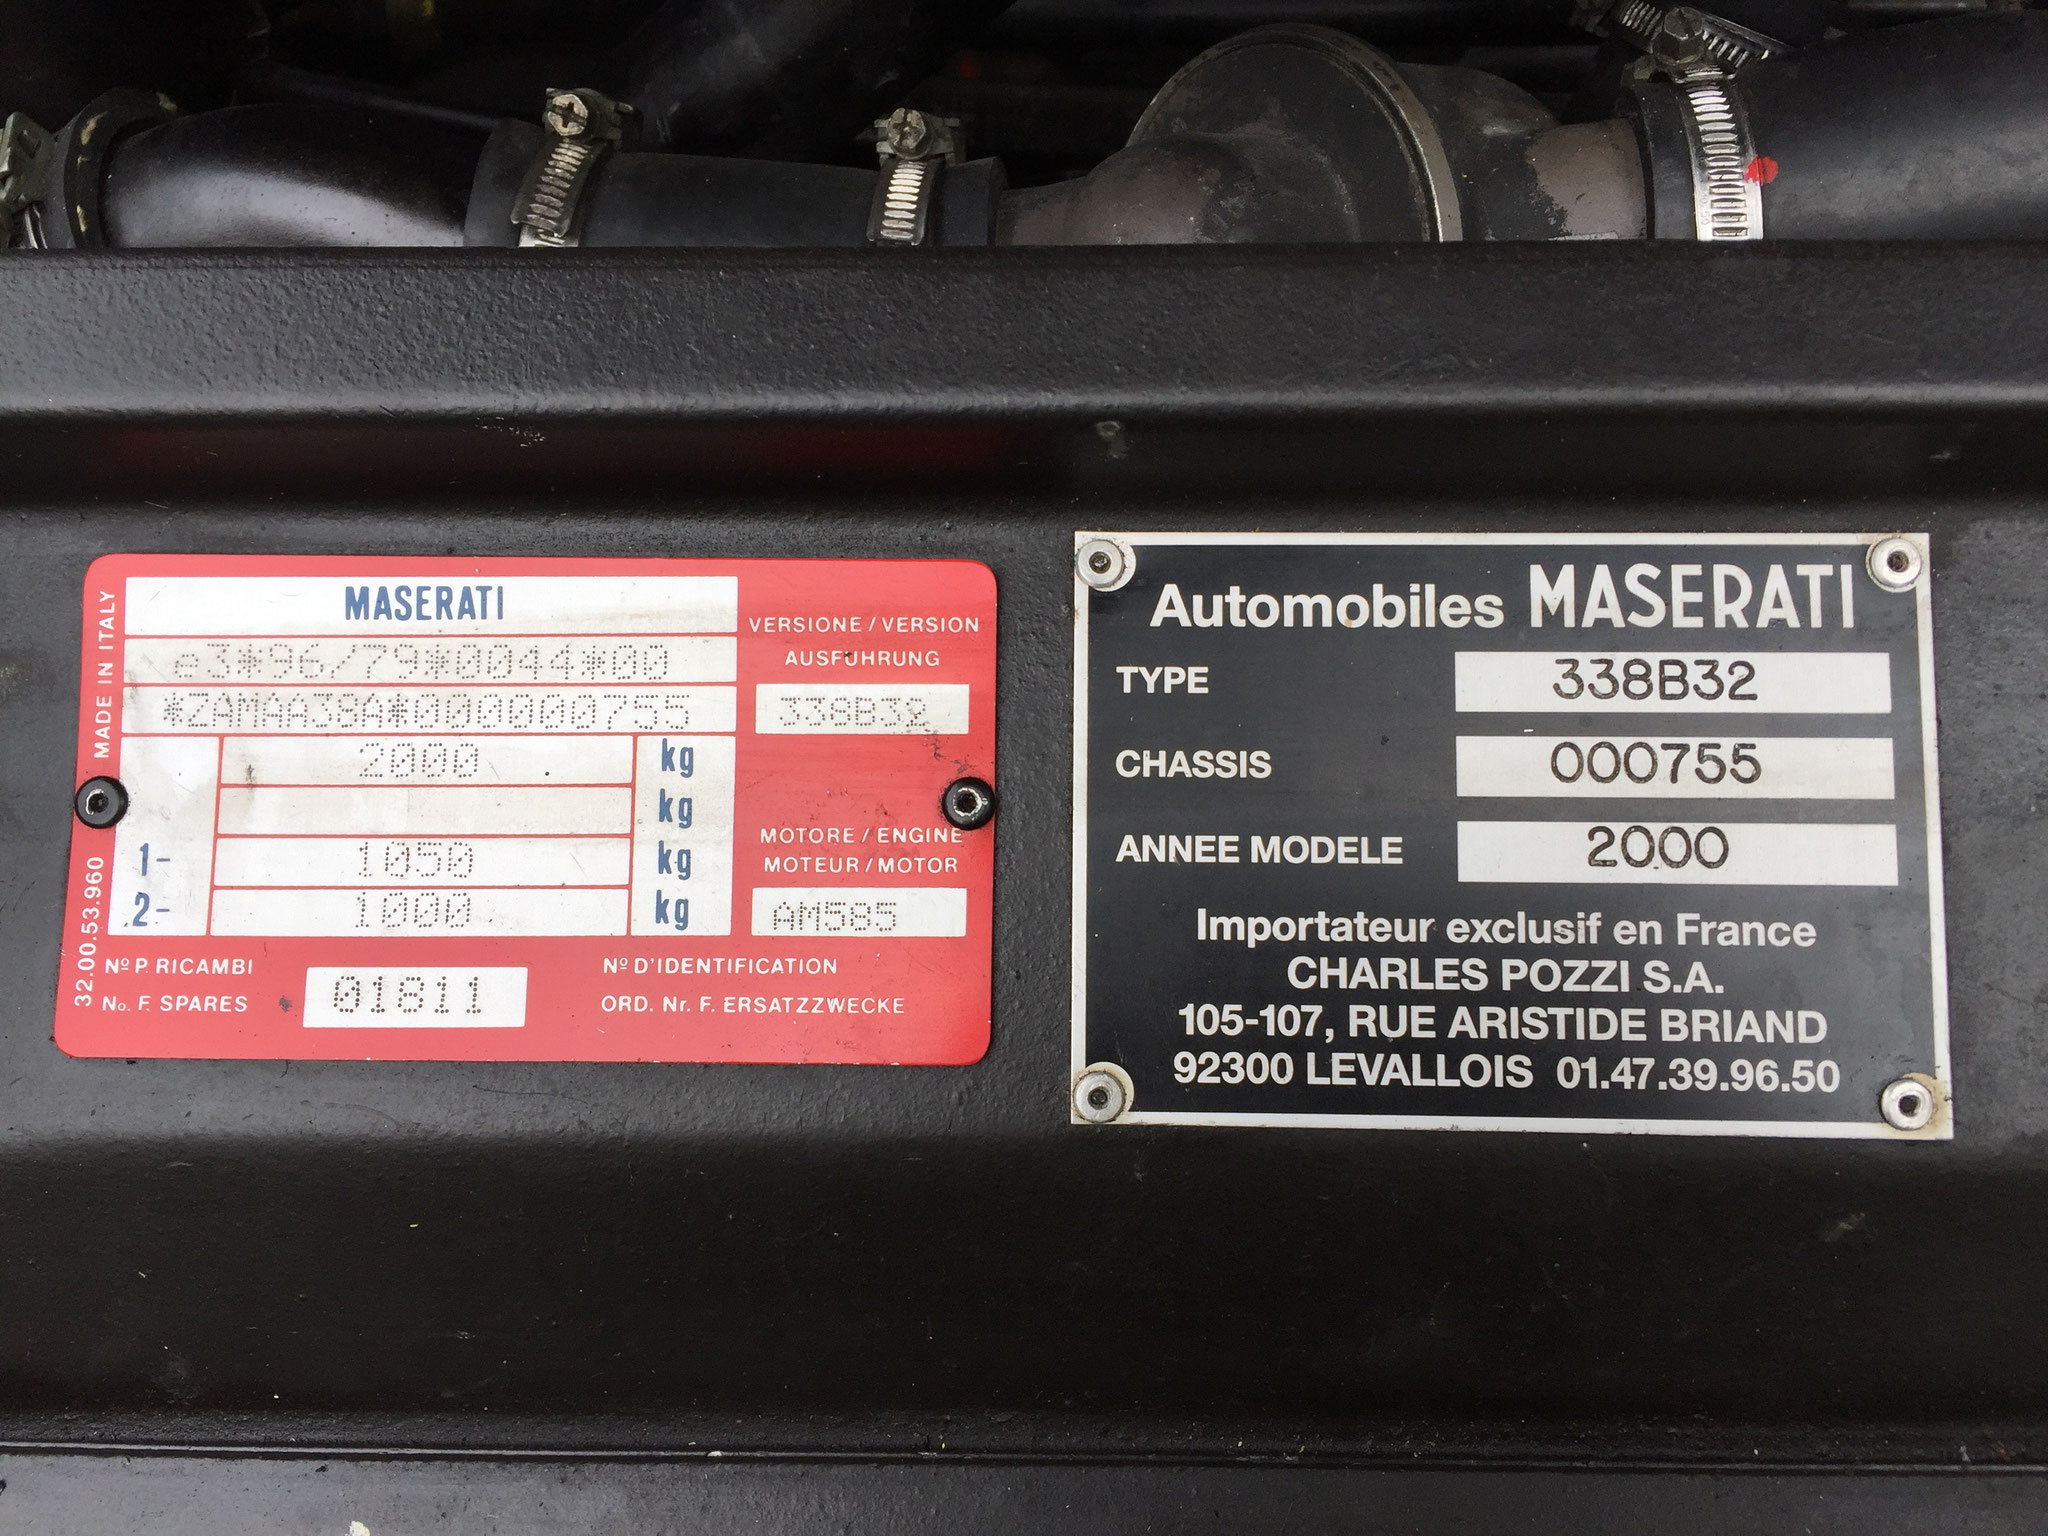 MADE IN ITALY
32.00.53.960
MASERATI
e3*96/79*0044*00
*ZAMAA39A*000000755
2000 kg
kg
1- 1050 kg
2- 1000 kg
VERSIONE / VERSION
AUSFÜHRUNG
338B32
MOTORE / ENGINE
MOTEUR / MOTOR
AM585
Nº P. RICAMBI
No. F. SPARES
01811
Nº D'IDENTIFICATION
ORD. Nr. F. ERSATZZWECKE
Automobiles MASERATI
TYPE 338B32
CHASSIS 000755
ANNEE MODELE 2000
Importateur exclusif en France
CHARLES POZZI S.A.
105-107, RUE ARISTIDE BRIAND
92300 LEVALLOIS 01.47.39.96.50